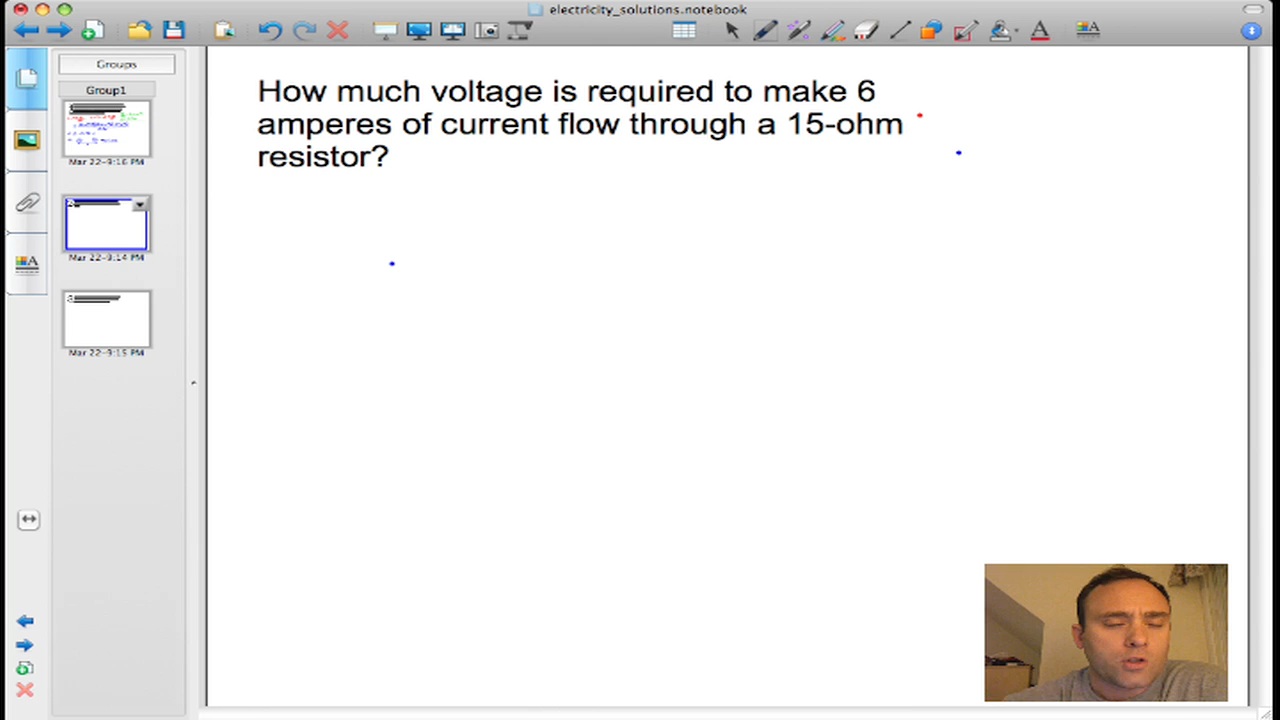 electricity_solutions.notebook
Groups
Group1
Mar 22-9:16 PM
Mar 22-9:14 PM
Mar 22-9:15 PM
How much voltage is required to make 6
amperes of current flow through a 15-ohm
resistor?